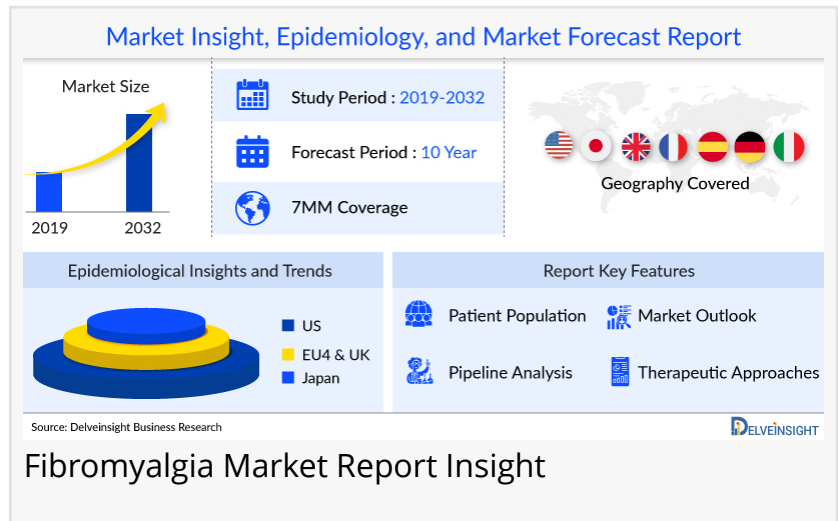 Market Insight, Epidemiology, and Market Forecast Report
Market Size
2019
2032
Study Period : 2019-2032
Forecast Period : 10 Year
7MM Coverage
Geography Covered
Epidemiological Insights and Trends
US
EU4 & UK
Japan
Report Key Features
Patient Population
Market Outlook
Pipeline Analysis
Therapeutic Approaches
Source: Delveinsight Business Research
DELVEINSIGHT
Fibromyalgia Market Report Insight